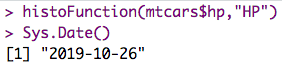 > histoFunction(mtcars$hp,"HP")
> Sys.Date()
[1] "2019-10-26"